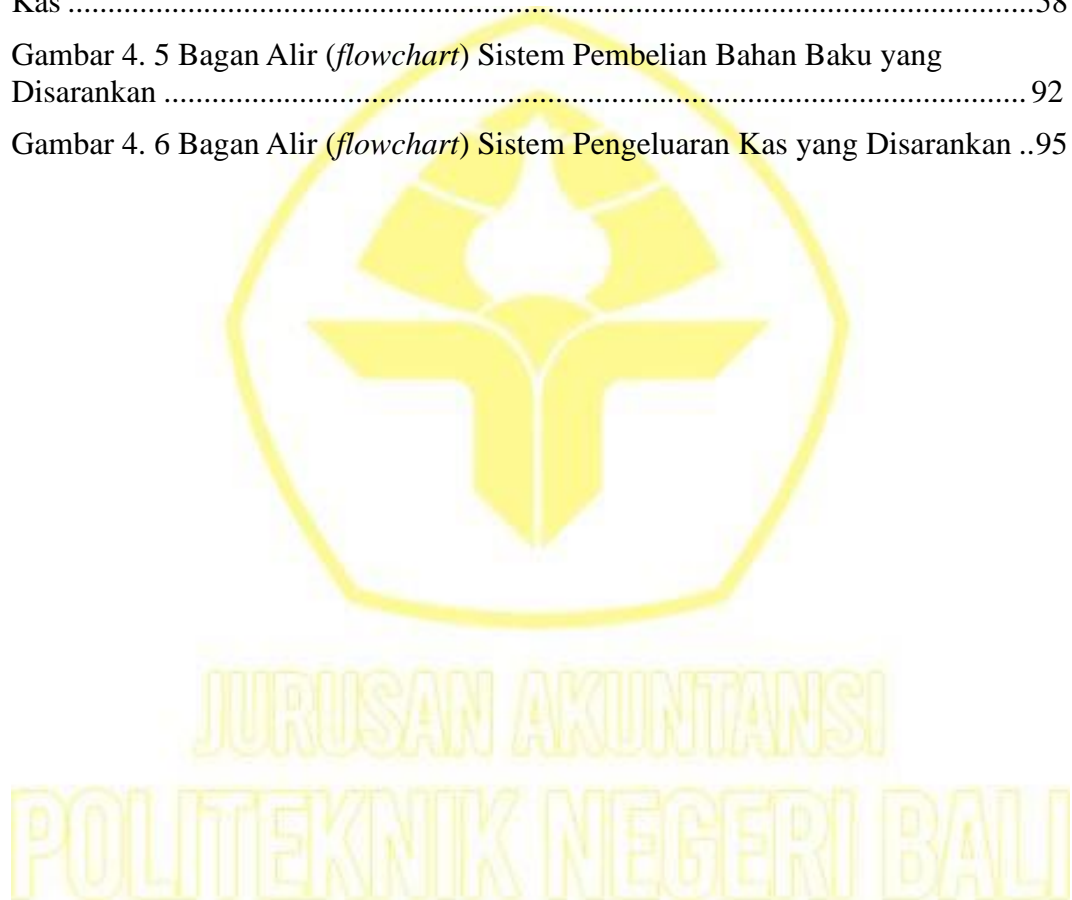 Kas .........................................................................................................................58
Gambar 4. 5 Bagan Alir (flowchart) Sistem Pembelian Bahan Baku yang
Disarankan ............................................................................................................ 92
Gambar 4. 6 Bagan Alir (flowchart) Sistem Pengeluaran Kas yang Disarankan ..95
JURUSAN AKUNTANSI
POLITEKNIK NEGERI BALI